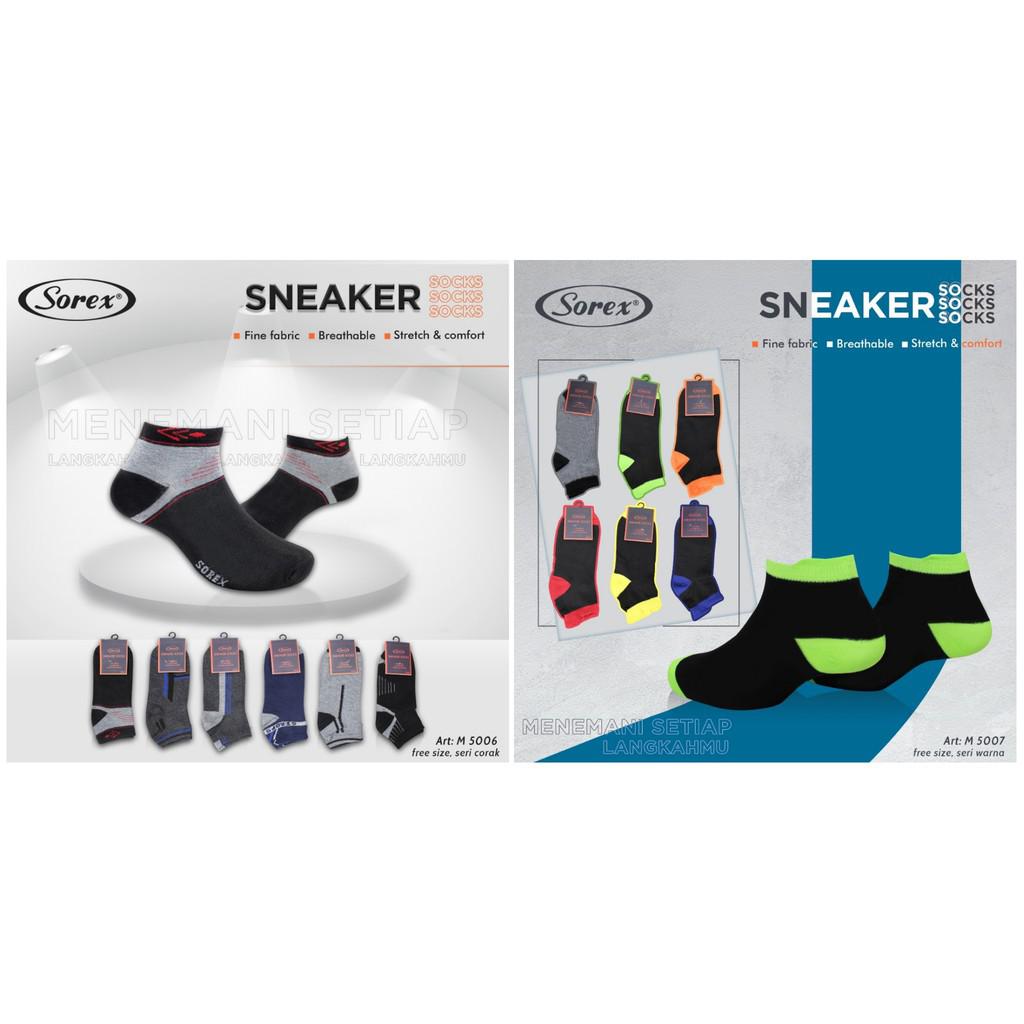 Sorex®
SNEAKER SOCKS
SOCKS
SOCKS
Fine fabric Breathable Stretch & comfort
MENEMANI SETIAP
LANGKAHMU LANGKAHMU LANGKAHMU
SOREX
Art: M 5006
free size, seri corak
Sorex®
SNEAKER SOCKS
SOCKS
SOCKS
Fine fabric Breathable Stretch & comfort
MENEMANI SETIAP
LANGKAHMU
Art: M 5007
free size, seri warna